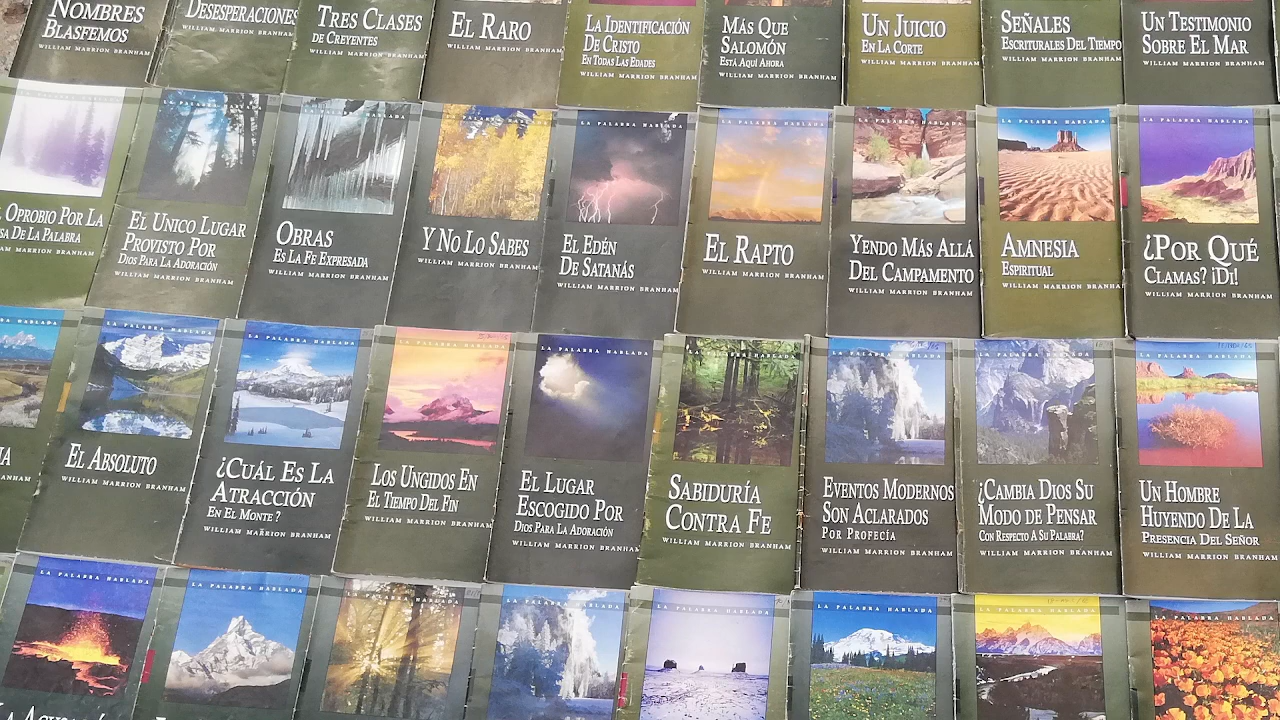 NOMBRES
BLASFEMOS
WILLIAM MARRION BRANHAM
DESESPERACIONES
WILLIAM MARRION BRANHAM
TRES CLASES
DE CREYENTES
WILLIAM MARRION BRANHAM
EL RARO
WILLIAM MARRION BRANHAM
LA IDENTIFICACIÓN
DE CRISTO
EN TODAS LAS EDADES
WILLIAM MARRION BRANHAM
MÁS QUE
SALOMÓN
ESTÁ AQUÍ AHORA
WILLIAM MARRION BRANHAM
UN JUICIO
EN LA CORTE
WILLIAM MARRION BRANHAM
SEÑALES
ESCRITURALES DEL TIEMPO
WILLIAM MARRION BRANHAM
UN TESTIMONIO
SOBRE EL MAR
WILLIAM MARRION BRANHAM
OPROBIO POR LA
DE LA PALABRA
MARRION BRANHAM
LA PALABRA HABLADA
EL UNICO LUGAR
PROVISTO POR
DIOS PARA LA ADORACIÓN
WILLIAM MARRION BRANHAM
LA PALABRA HABLADA
OBRAS
ES LA FE EXPRESADA
WILLIAM MARRION BRANHAM
LA PALABRA HABLADA
Y NO LO SABES
WILLIAM MARRION BRANHAM
LA PALABRA HABLADA
EL EDÉN
DE SATANÁS
WILLIAM MARRION BRANHAM
LA PALABRA HABLADA
EL RAPTO
WILLIAM MARRION BRANHAM
LA PALABRA HABLADA
YENDO MÁS ALLÁ
DEL CAMPAMENTO
WILLIAM MARRION BRANHAM
LA PALABRA HABLADA
AMNESIA
ESPIRITUAL
WILLIAM MARRION BRANHAM
LA PALABRA HABLADA
¿POR QUÉ
CLAMAS? ¡DI!
WILLIAM MARRION BRANHAM
HABLADA
BRANHAM
LA PALABRA HABLADA
EL ABSOLUTO
WILLIAM MARRION BRANHAM
LA PALABRA HABLADA
¿CUÁL ES LA
ATRACCIÓN
EN EL MONTE?
WILLIAM MARRION BRANHAM
LA PALABRA HABLADA
LOS UNGIDOS EN
EL TIEMPO DEL FIN
WILLIAM MARRION BRANHAM
LA PALABRA HABLADA
EL LUGAR
ESCOGIDO POR
DIOS PARA LA ADORACIÓN
WILLIAM MARRION BRANHAM
LA PALABRA HABLADA
SABIDURÍA
CONTRA FE
WILLIAM MARRION BRANHAM
LA PALABRA HABLADA
EVENTOS MODERNOS
SON ACLARADOS
POR PROFECÍA
WILLIAM MARRION BRANHAM
LA PALABRA HABLADA
¿CAMBIA DIOS SU
MODO DE PENSAR
CON RESPECTO A SU PALABRA?
WILLIAM MARRION BRANHAM
LA PALABRA HABLADA
UN HOMBRE
HUYENDO DE LA
PRESENCIA DEL SEÑOR
WILLIAM MARRION BRANHAM
LA PALABRA HABLADA
LA PALABRA HABLADA
LA PALABRA HABLADA
LA PALABRA HABLADA
LA PALABRA HABLADA
LA PALABRA HABLADA
LA PALABRA HABLADA
LA PALABRA HABLADA